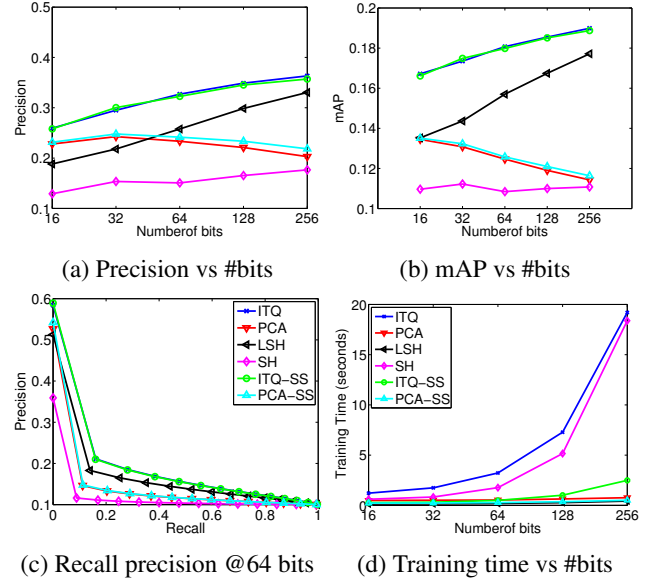 0.5
0.4
0.3
0.2
0.1
Precision
16 32 64 128 256
Numberof bits
(a) Precision vs #bits
0.2
0.18
0.16
0.14
0.12
0.1
mAP
16 32 64 128 256
Numberof bits
(b) mAP vs #bits
0.6
0.5
0.4
0.3
0.2
0.1
Precision
0 0.2 0.4 0.6 0.8 1
Recall
ITQ
PCA
LSH
SH
ITQ-SS
PCA-SS
(c) Recall precision @64 bits
20
15
10
5
0
Training Time (seconds)
16 32 64 128 256
Numberof bits
ITQ
PCA
LSH
SH
ITQ-SS
PCA-SS
(d) Training time vs #bits